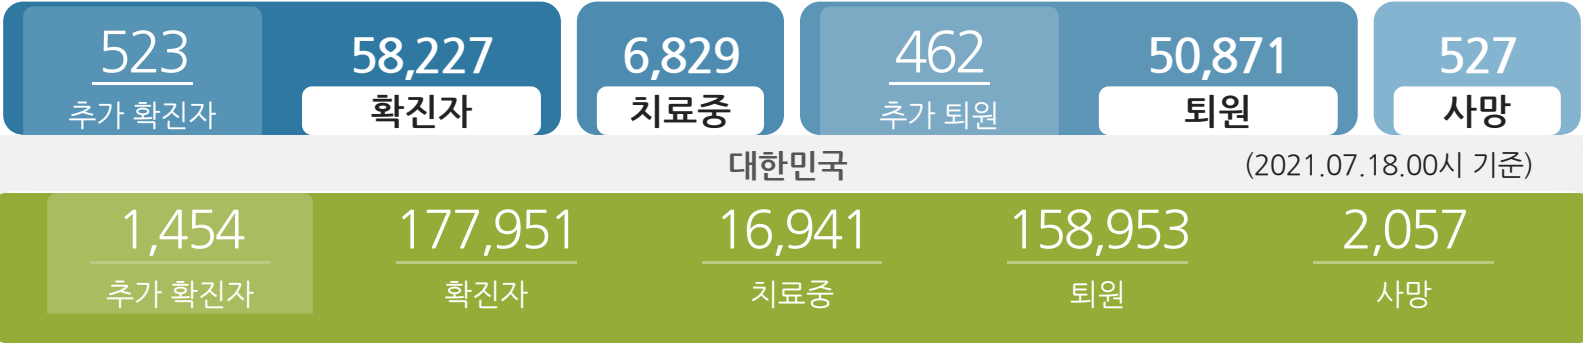 523 58,227 6,829 462 50,871 527
추가 확진자 확진자 치료중 추가 퇴원 퇴원 사망
대한민국 (2021.07.18.00시 기준)
1,454 177,951 16,941 158,953 2,057
추가 확진자 확진자 치료중 퇴원 사망